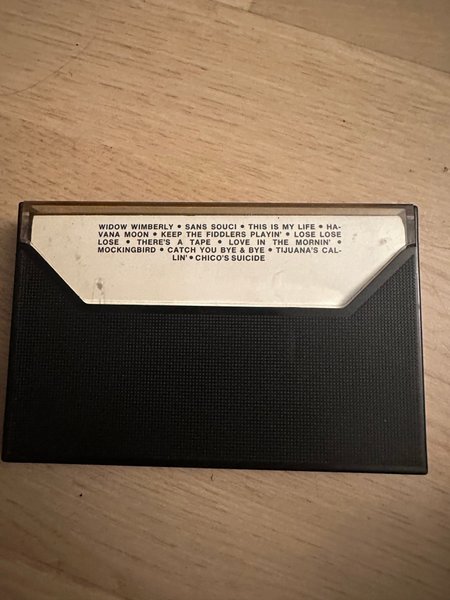 WIDOW WIMBERLY • SANS SOUCI • THIS IS MY LIFE • HA-
VANA MOON • KEEP THE FIDDLERS PLAYIN' • LOSE LOSE
LOSE • THERE'S A TAPE • LOVE IN THE MORNIN' •
MOCKINGBIRD • CATCH YOU BYE & BYE • TIJUANA'S CAL-
LIN' • CHICO'S SUICIDE